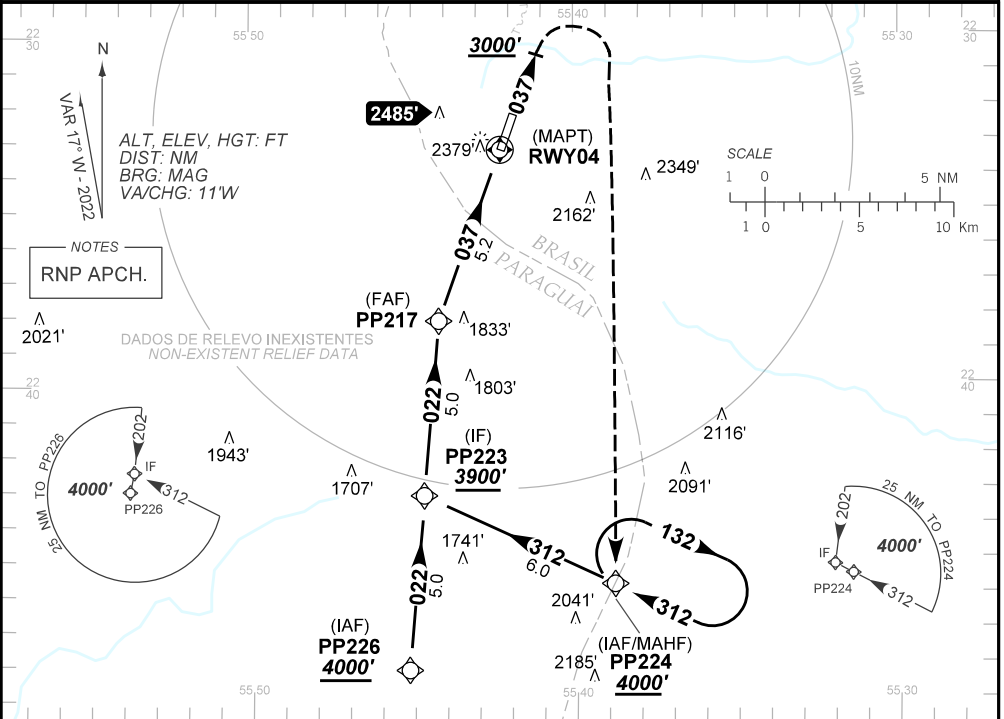 22
30
55 50
55 40
55 30
22
30
N
VAR 17° W - 2022
ALT, ELEV, HGT: FT
DIST: NM
BRG: MAG
VA/CHG: 11'W
NOTES
RNP APCH.
3000'
037
2485'
2379'
(MAPT)
RWY04
2349'
2162'
10NM
SCALE
1 0 5 NM
1 0 5 10 Km
037
5.2
BRASIL
PARAGUAI
(FAF)
PP217
1833'
2021'
DADOS DE RELEVO INEXISTENTES
NON-EXISTENT RELIEF DATA
1803'
022
5.0
22
40
22
40
2116'
1943'
(IF)
PP223
3900'
1707'
2091'
25 NM TO PP226
202
IF
4000'
312
PP226
1741'
312
6.0
132
312
25 NM TO PP224
202
4000'
IF
PP224
312
022
5.0
2041'
(IAF)
PP226
4000'
(IAF/MAHF)
PP224
4000'
2185'
55 50
55 40
55 30